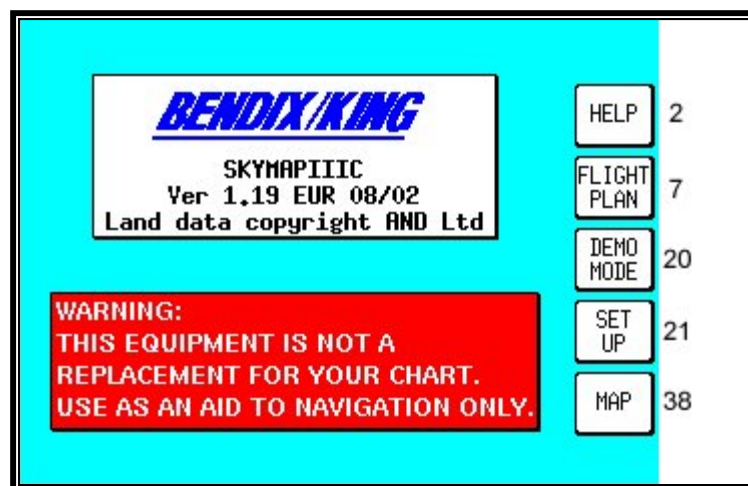 BENDIX/KING
SKYMAPIIIC
Ver 1.19 EUR 08/02
Land data copyright AND Ltd
WARNING:
THIS EQUIPMENT IS NOT A
REPLACEMENT FOR YOUR CHART.
USE AS AN AID TO NAVIGATION ONLY.
HELP 2
FLIGHT
PLAN 7
DEMO
MODE 20
SET
UP 21
MAP 38